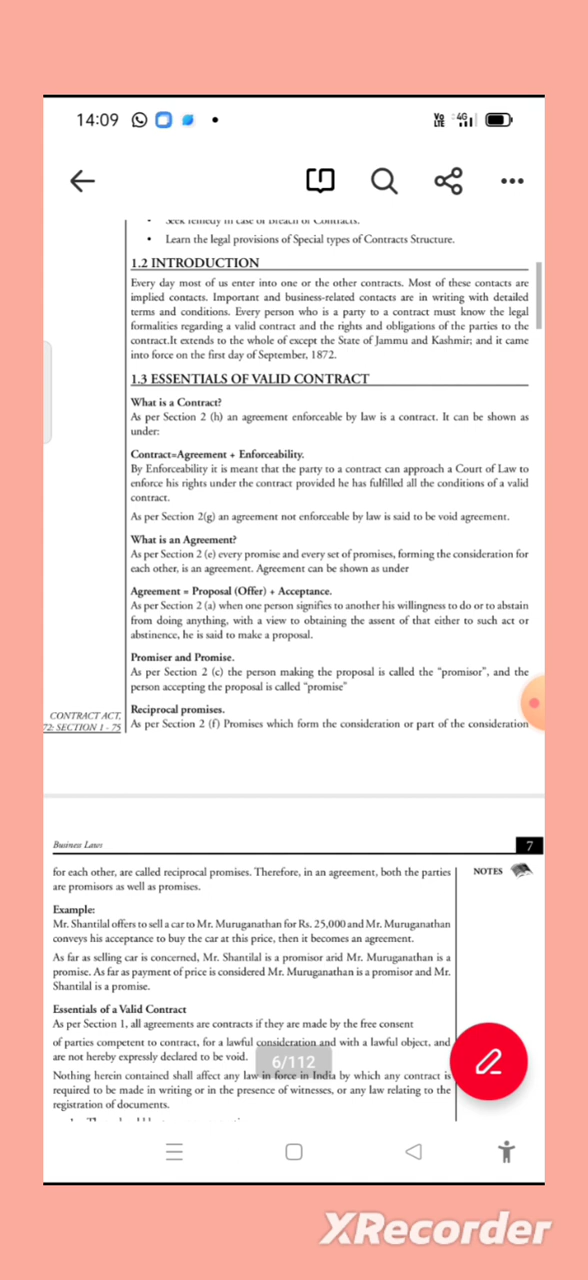 14:09
Vo LTE 4G
Seek remedy in case of Breach of Contracts.
• Learn the legal provisions of Special types of Contracts Structure.
1.2 INTRODUCTION
Every day most of us enter into one or the other contracts. Most of these contacts are
implied contacts. Important and business-related contacts are in writing with detailed
terms and conditions. Every person who is a party to a contract must know the legal
formalities regarding a valid contract and the rights and obligations of the parties to the
contract.It extends to the whole of except the State of Jammu and Kashmir; and it came
into force on the first day of September, 1872.
1.3 ESSENTIALS OF VALID CONTRACT
What is a Contract?
As per Section 2 (h) an agreement enforceable by law is a contract. It can be shown as
under:
Contract=Agreement + Enforceability.
By Enforceability it is meant that the party to a contract can approach a Court of Law to
enforce his rights under the contract provided he has fulfilled all the conditions of a valid
contract.
As per Section 2(g) an agreement not enforceable by law is said to be void agreement.
What is an Agreement?
As per Section 2 (e) every promise and every set of promises, forming the consideration for
each other, is an agreement. Agreement can be shown as under
Agreement = Proposal (Offer) + Acceptance.
As per Section 2 (a) when one person signifies to another his willingness to do or to abstain
from doing anything, with a view to obtaining the assent of that either to such act or
abstinence, he is said to make a proposal.
Promiser and Promise.
As per Section 2 (c) the person making the proposal is called the "promisor", and the
person accepting the proposal is called "promise"
Reciprocal promises.
As per Section 2 (f) Promises which form the consideration or part of the consideration
CONTRACT ACT,
72: SECTION 1 - 75
Business Laws 7
NOTES
for each other, are called reciprocal promises. Therefore, in an agreement, both the parties
are promisors as well as promises.
Example:
Mr. Shantilal offers to sell a car to Mr. Muruganathan for Rs. 25,000 and Mr. Muruganathan
conveys his acceptance to buy the car at this price, then it becomes an agreement.
As far as selling car is concerned, Mr. Shantilal is a promisor arid Mr. Muruganathan is a
promise. As far as payment of price is considered Mr. Muruganathan is a promisor and Mr.
Shantilal is a promise.
Essentials of a Valid Contract
As per Section 1, all agreements are contracts if they are made by the free consent
of parties competent to contract, for a lawful consideration and with a lawful object, and
are not hereby expressly declared to be void.
6/112
Nothing herein contained shall affect any law in force in India by which any contract is
required to be made in writing or in the presence of witnesses, or any law relating to the
registration of documents.
XRecorder